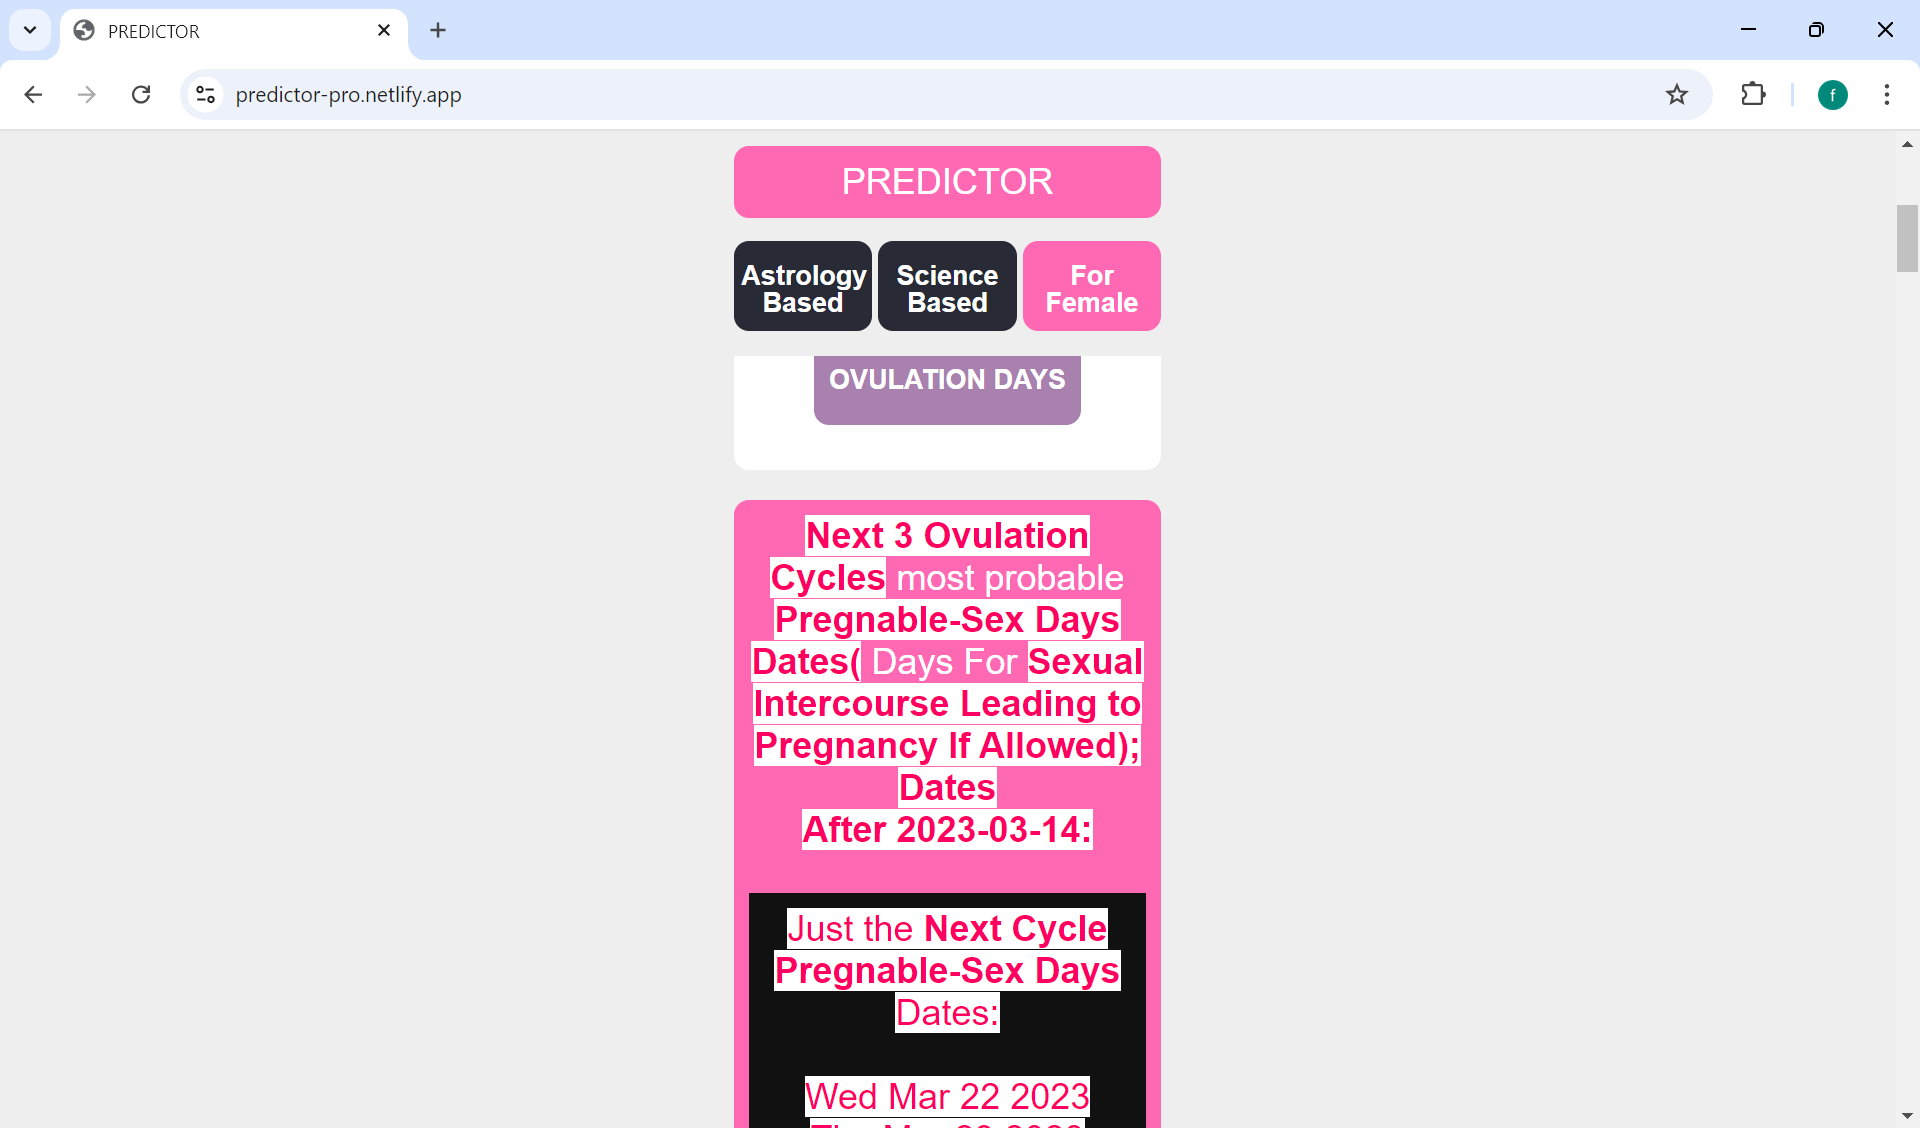 PREDICTOR
predictor-pro.netlify.app
f
PREDICTOR
Astrology
Based
Science
Based
For
Female
OVULATION DAYS
Next 3 Ovulation
Cycles most probable
Pregnable-Sex Days
Dates( Days For Sexual
Intercourse Leading to
Pregnancy If Allowed);
Dates
After 2023-03-14:
Just the Next Cycle
Pregnable-Sex Days
Dates:
Wed Mar 22 2023